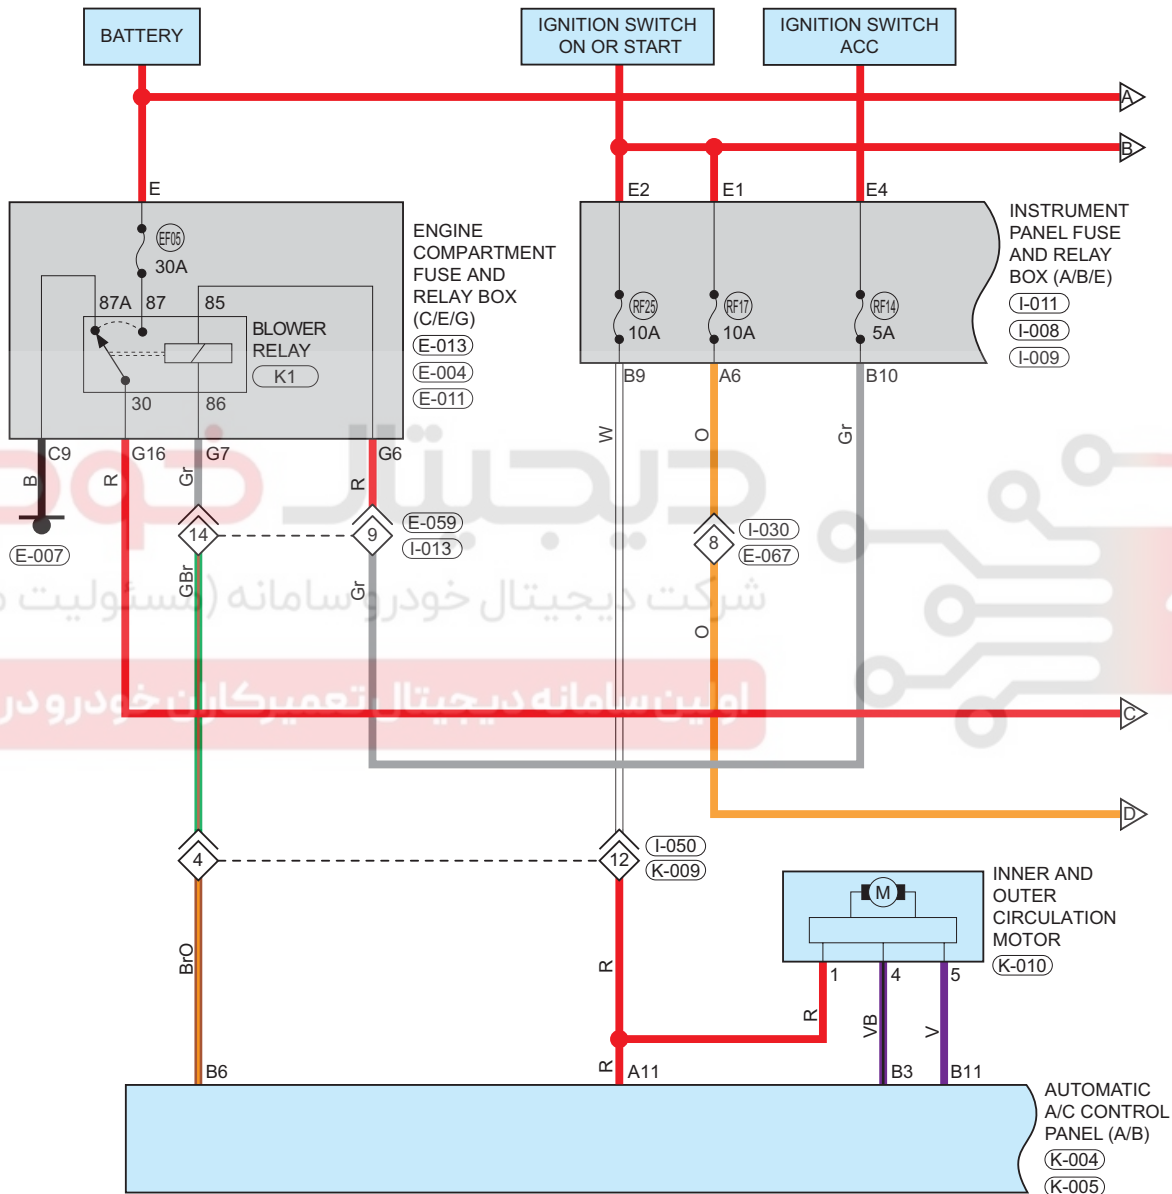 BATTERY
IGNITION SWITCH
ON OR START
IGNITION SWITCH
ACC
A
B
E
E2
E1
E4
EF05
30A
87A
87
85
BLOWER
RELAY
K1
30
86
ENGINE
COMPARTMENT
FUSE AND
RELAY BOX
(C/E/G)
E-013
E-004
E-011
RF25
10A
RF17
10A
RF14
5A
INSTRUMENT
PANEL FUSE
AND RELAY
BOX (A/B/E)
I-011
I-008
I-009
B9
A6
B10
C9
G16
G7
G6
B
R
Gr
R
W
O
Gr
دیجیتال خودر
E-007
14
9
E-059
I-013
8
I-030
E-067
GBr
Gr
O
شرکت دیجیتال خودرو سامانه (مسئولیت م
اولین سامانه دیجیتال تعمیرکاران خودرو در
C
D
4
12
I-050
K-009
M
INNER AND
OUTER
CIRCULATION
MOTOR
K-010
1
4
5
BrO
R
R
VB
V
R
B6
A11
B3
B11
AUTOMATIC
A/C CONTROL
PANEL (A/B)
K-004
K-005